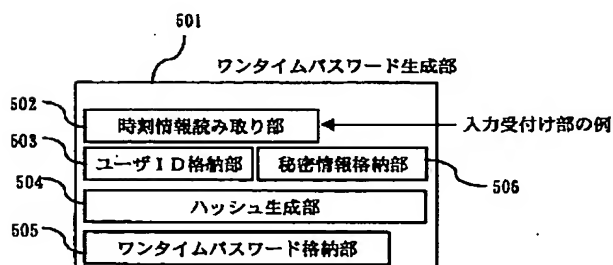 501
ワンタイムパスワード生成部
502
時刻情報読み取り部
入力受付け部の例
503
ユーザID格納部
秘密情報格納部
506
504
ハッシュ生成部
505
ワンタイムパスワード格納部